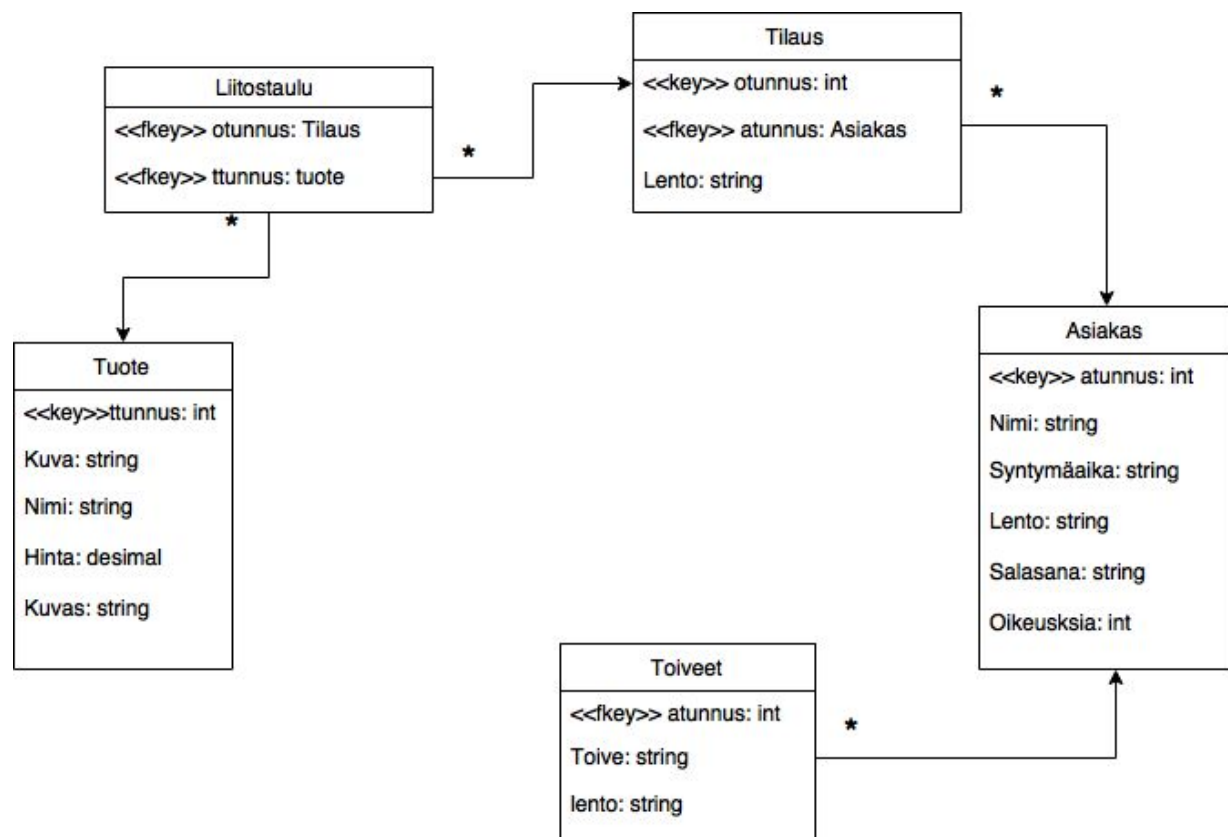 Liitostaulu
<<fkey>> otunnus: Tilaus
<<fkey>> ttunnus: tuote
*
*
Tilaus
<<key>> otunnus: int
<<fkey>> atunnus: Asiakas
Lento: string
*
Tuote
<<key>>ttunnus: int
Kuva: string
Nimi: string
Hinta: desimal
Kuvas: string
Asiakas
<<key>> atunnus: int
Nimi: string
Syntymäaika: string
Lento: string
Salasana: string
Oikeusksia: int
Toiveet
<<fkey>> atunnus: int
Toive: string
lento: string
*